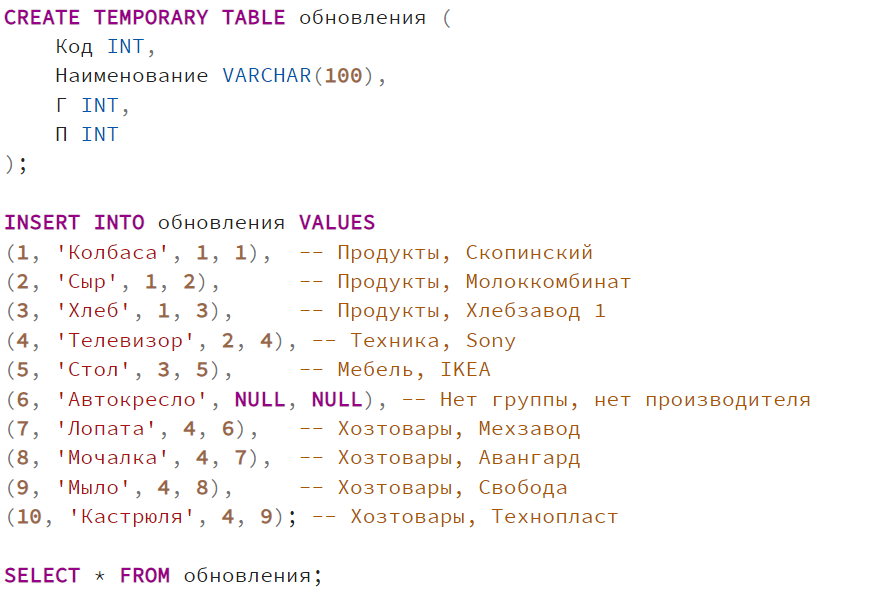 CREATE TEMPORARY TABLE обновления (
    Код INT,
    Наименование VARCHAR(100),
    Г INT,
    П INT
);

INSERT INTO обновления VALUES
(1, 'Колбаса', 1, 1),  -- Продукты, Скопинский
(2, 'Сыр', 1, 2),      -- Продукты, Молоккомбинат
(3, 'Хлеб', 1, 3),     -- Продукты, Хлебзавод 1
(4, 'Телевизор', 2, 4), -- Техника, Sony
(5, 'Стол', 3, 5),     -- Мебель, IKEA
(6, 'Автокресло', NULL, NULL), -- Нет группы, нет производителя
(7, 'Лопата', 4, 6),   -- Хозтовары, Мехзавод
(8, 'Мочалка', 4, 7),  -- Хозтовары, Авангард
(9, 'Мыло', 4, 8),     -- Хозтовары, Свобода
(10, 'Кастрюля', 4, 9); -- Хозтовары, Технопласт

SELECT * FROM обновления;